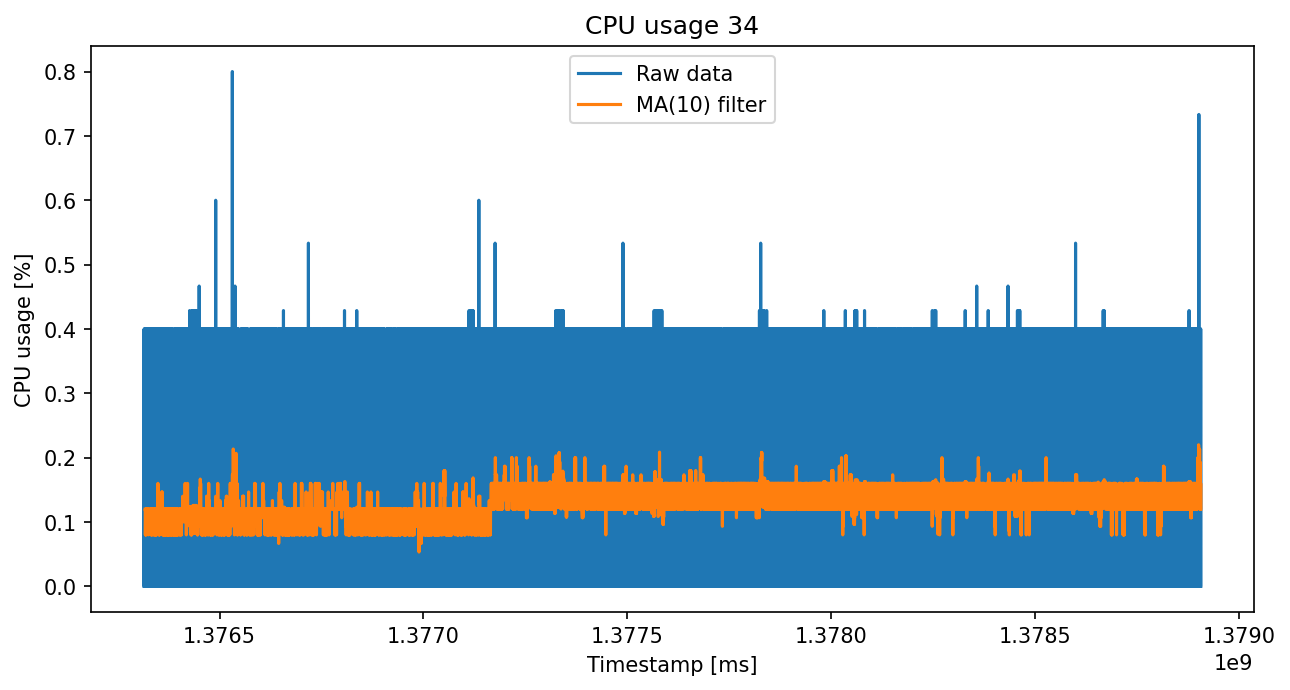 CPU usage 34
Raw data
MA(10) filter
CPU usage [%]
0.8
0.7
0.6
0.5
0.4
0.3
0.2
0.1
0.0
1.3765 1.3770 1.3775 1.3780 1.3785 1.3790
1e9
Timestamp [ms]